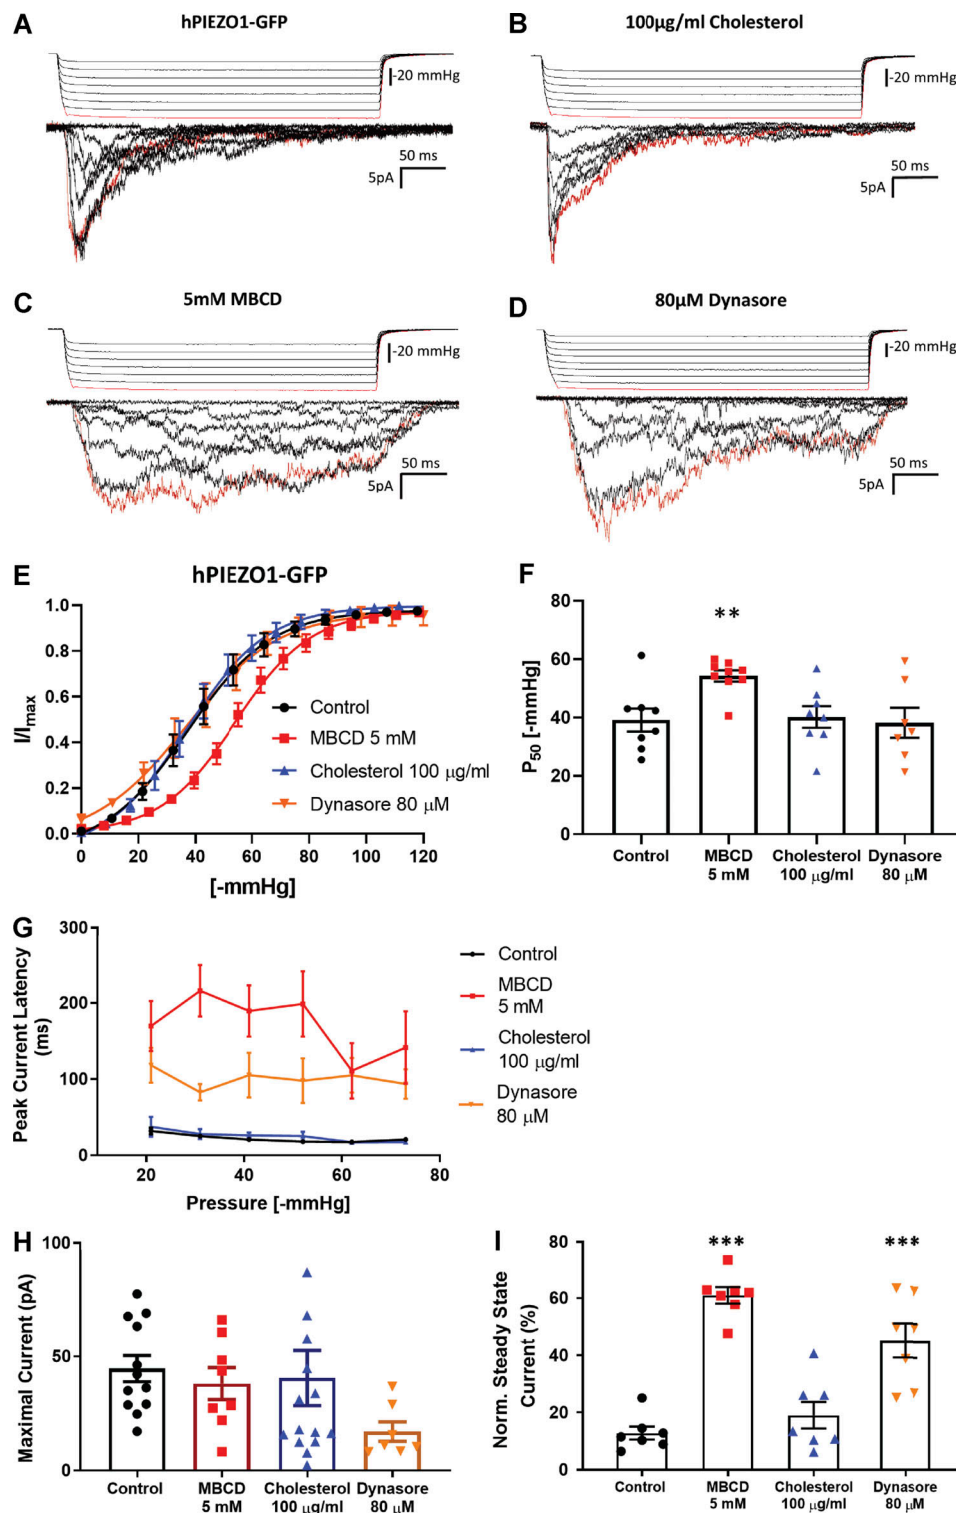 A
hPIEZO1-GFP
-20 mmHg
50 ms
5pA
B
100µg/ml Cholesterol
-20 mmHg
50 ms
5pA
C
5mM MBCD
-20 mmHg
50 ms
5pA
D
80µM Dynasore
-20 mmHg
50 ms
5pA
E
hPIEZO1-GFP
I/Imax
1.0
0.8
0.6
0.4
0.2
0.0
0 20 40 60 80 100 120
[-mmHg]
Control
MBCD 5 mM
Cholesterol 100 µg/ml
Dynasore 80 µM
F
P50 [-mmHg]
80
60
40
20
0
**
Control
MBCD
5 mM
Cholesterol
100 µg/ml
Dynasore
80 µM
G
Peak Current Latency
(ms)
300
200
100
0
20 40 60 80
Pressure [-mmHg]
Control
MBCD
5 mM
Cholesterol
100 µg/ml
Dynasore
80 µM
H
Maximal Current (pA)
100
50
0
Control
MBCD
5 mM
Cholesterol
100 µg/ml
Dynasore
80 µM
I
Norm. Steady State
Current (%)
80
60
40
20
0
***
***
Control
MBCD
5 mM
Cholesterol
100 µg/ml
Dynasore
80 µM